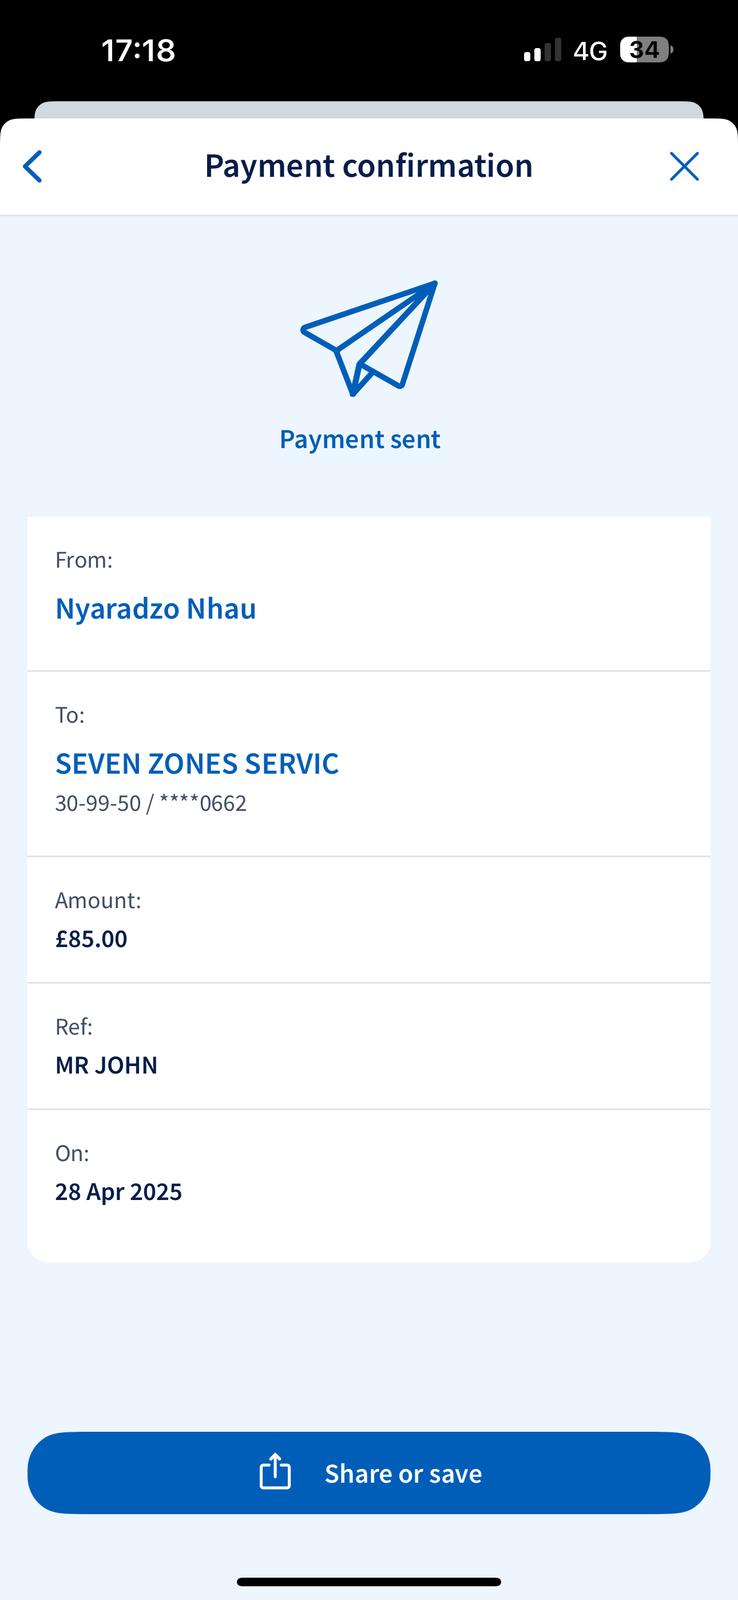 17:18
4G 34
Payment confirmation
Payment sent
From:
Nyaradzo Nhau
To:
SEVEN ZONES SERVIC
30-99-50 / ****0662
Amount:
£85.00
Ref:
MR JOHN
On:
28 Apr 2025
Share or save